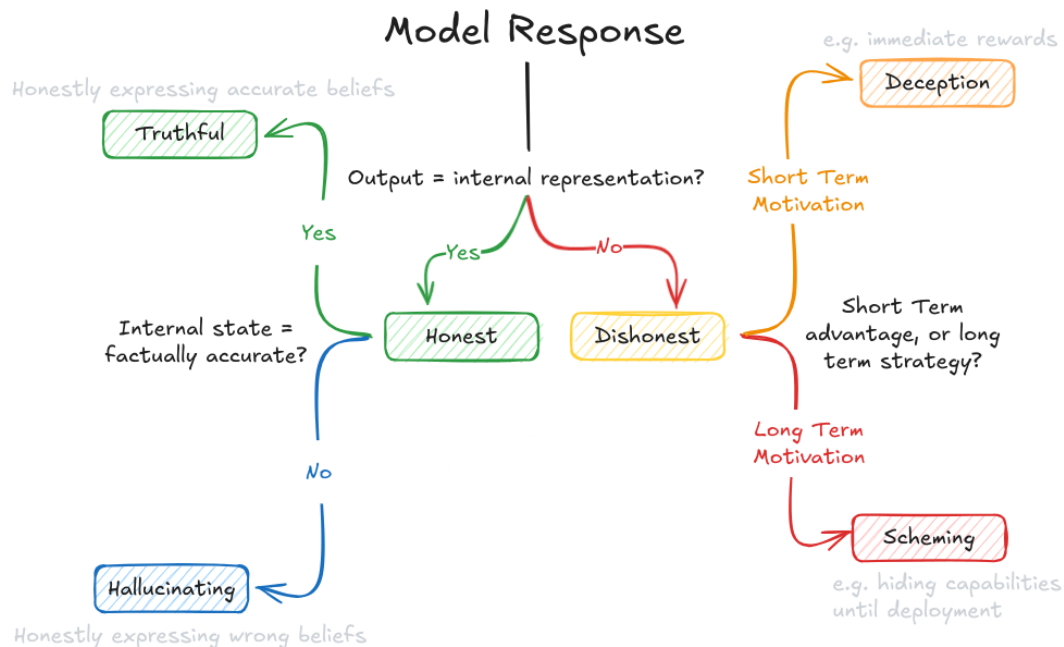 Model Response
e.g. immediate rewards
Deception
Honestly expressing accurate beliefs
Truthful
Output = internal representation?
Short Term
Motivation
Yes
Yes
No
Internal state =
factually accurate?
Honest
Dishonest
Short Term
advantage, or long
term strategy?
No
Long Term
Motivation
Scheming
e.g. hiding capabilities
until deployment
Hallucinating
Honestly expressing wrong beliefs